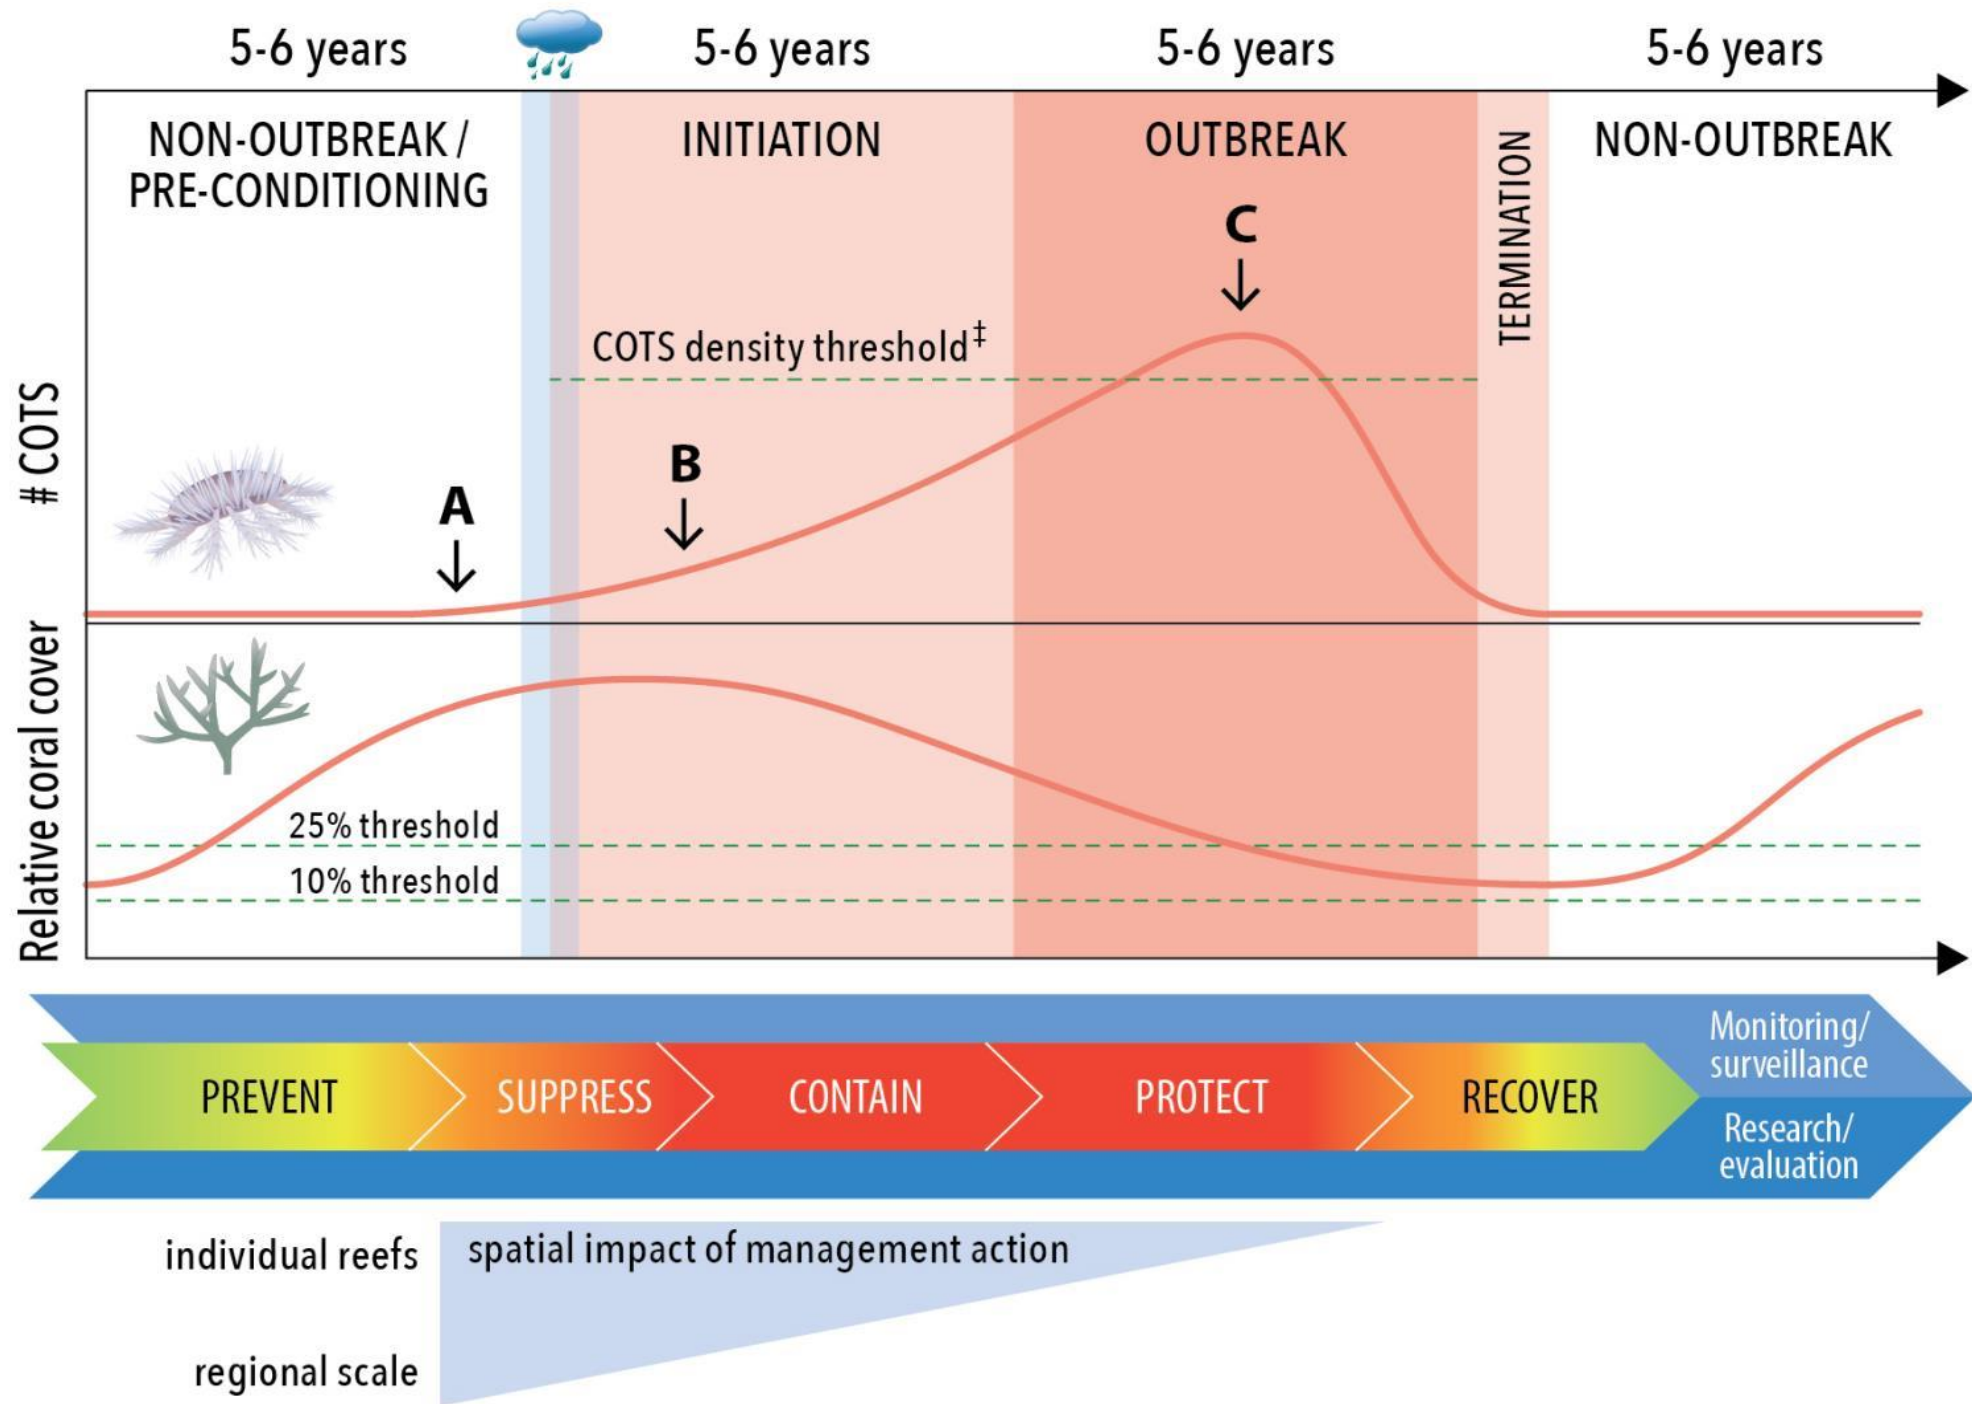 5-6 years
5-6 years
5-6 years
5-6 years
NON-OUTBREAK /
PRE-CONDITIONING
INITIATION
OUTBREAK
TERMINATION
NON-OUTBREAK
C
COTS density threshold‡
B
A
# COTS
Relative coral cover
25% threshold
10% threshold
PREVENT
SUPPRESS
CONTAIN
PROTECT
RECOVER
Monitoring/
surveillance
Research/
evaluation
individual reefs
spatial impact of management action
regional scale